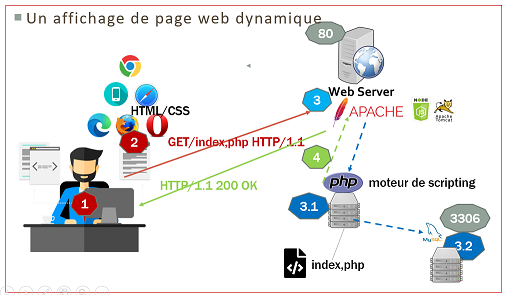 Un affichage de page web dynamique
80
HTML/CSS
Web Server
3
APACHE
NODE
Apache
Tomcat
2
GET/index,php HTTP/1.1
4
HTTP/1.1 200 OK
php
moteur de scripting
1
3.1
3306
MySQL
3.2
index,php